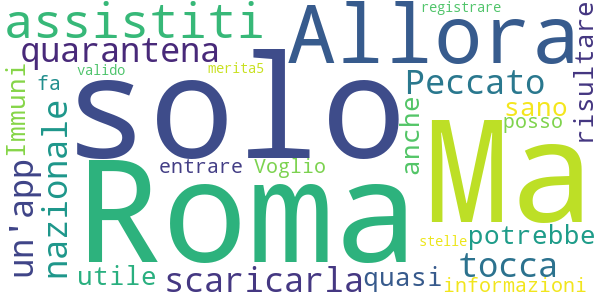 registrare
assistiti
Allora
risultare
quarantena
valido
merita5
fa
Peccato
solo
Immuni
sano
anche
posso
nazionale
Ma
un'app
entrare
Voglio
Roma
potrebbe
stelle
tocca
utile
scaricarla
quasi
informazioni